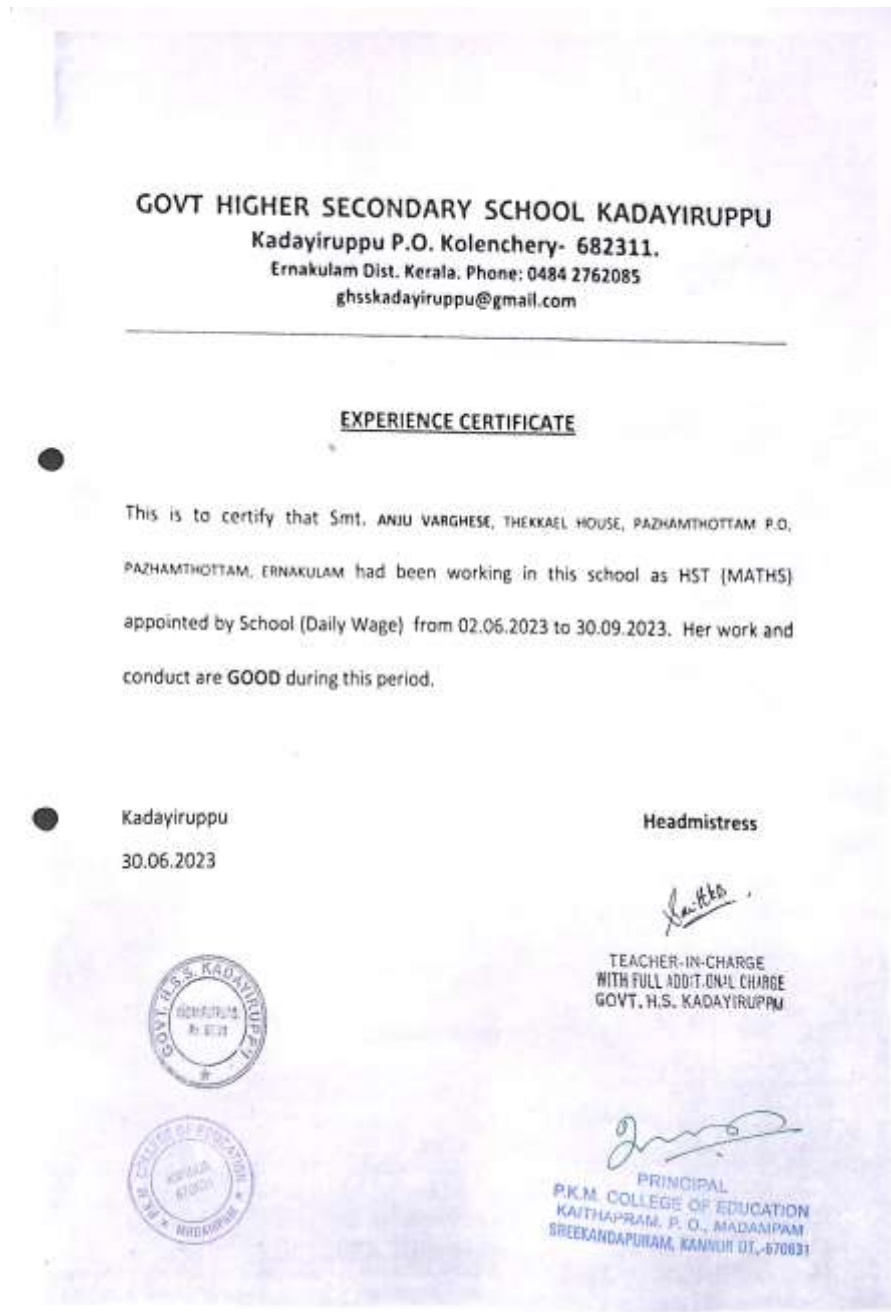 GOVT HIGHER SECONDARY SCHOOL KADAYIRUPPU
Kadayiruppu P.O. Kolenchery- 682311.
Ernakulam Dist. Kerala. Phone: 0484 2762085
ghsskadayiruppu@gmail.com
EXPERIENCE CERTIFICATE
This is to certify that Smt. ANJU VARGHESE, THEKKAEL HOUSE, PAZHAMTHOTTAM P.O,
PAZHAMTHOTTAM, ERNAKULAM had been working in this school as HST (MATHS)
appointed by School (Daily Wage) from 02.06.2023 to 30.09.2023. Her work and
conduct are GOOD during this period.
Kadayiruppu
Headmistress
30.06.2023
TEACHER-IN-CHARGE
WITH FULL ADDITIONAL CHARGE
GOVT. H.S. KADAYIRUPPU
GOVT. H.S.S. KADAYIRUPPU
P.K.M. COLLEGE OF EDUCATION
MADAMPAM
PRINCIPAL
P.K.M. COLLEGE OF EDUCATION
KAITHAPRAM. P. O., MADAMPAM
SREEKANDAPURAM, KANNUR DT.,-670631